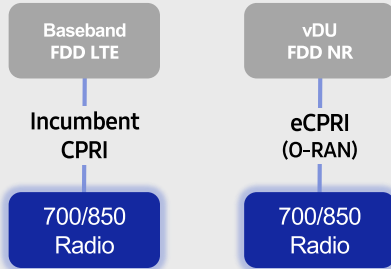 Baseband
FDD LTE
Incumbent
CPRI
700/850
Radio
vDU
FDD NR
eCPRI
(O-RAN)
700/850
Radio